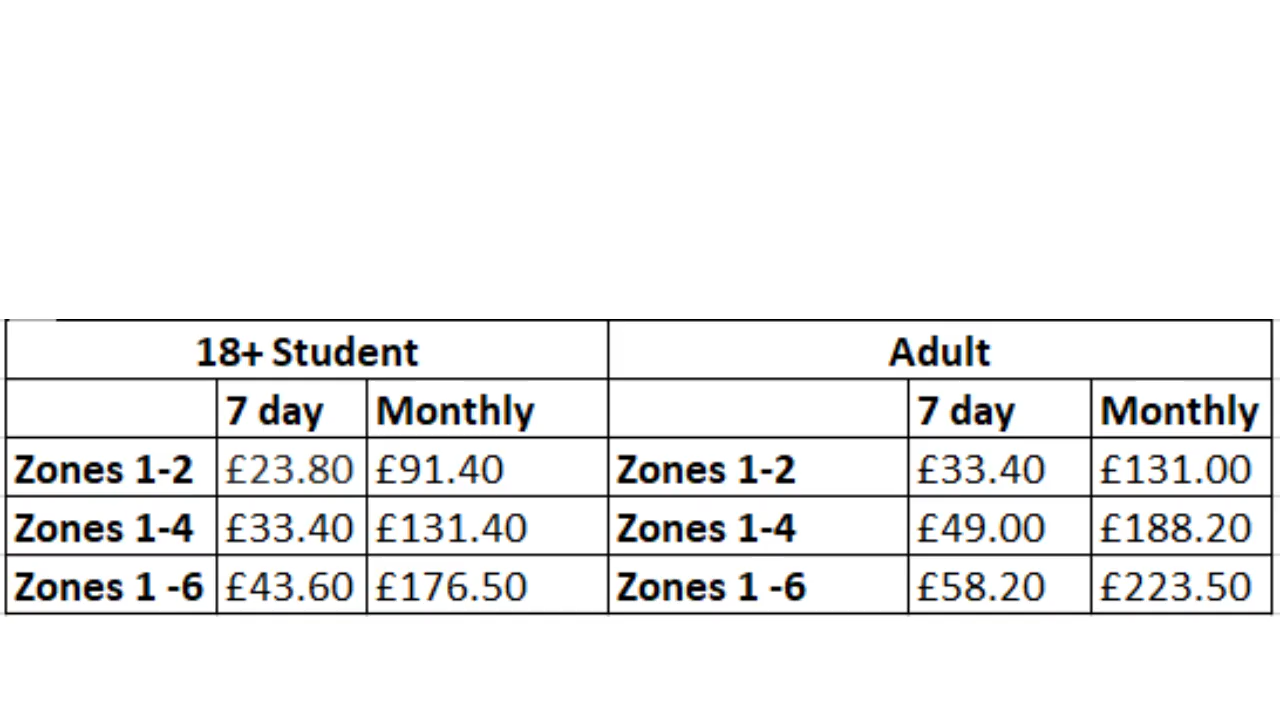 18+ Student Adult
7 day Monthly 7 day Monthly
Zones 1-2 £23.80 £91.40 Zones 1-2 £33.40 £131.00
Zones 1-4 £33.40 £131.40 Zones 1-4 £49.00 £188.20
Zones 1 -6 £43.60 £176.50 Zones 1 -6 £58.20 £223.50